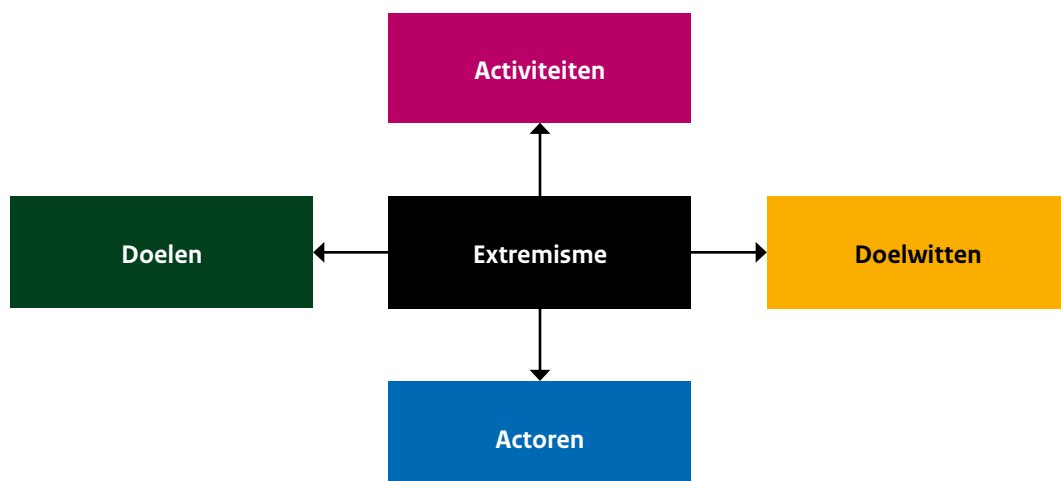 Activiteiten
Doelen
Extremisme
Doelwitten
Actoren